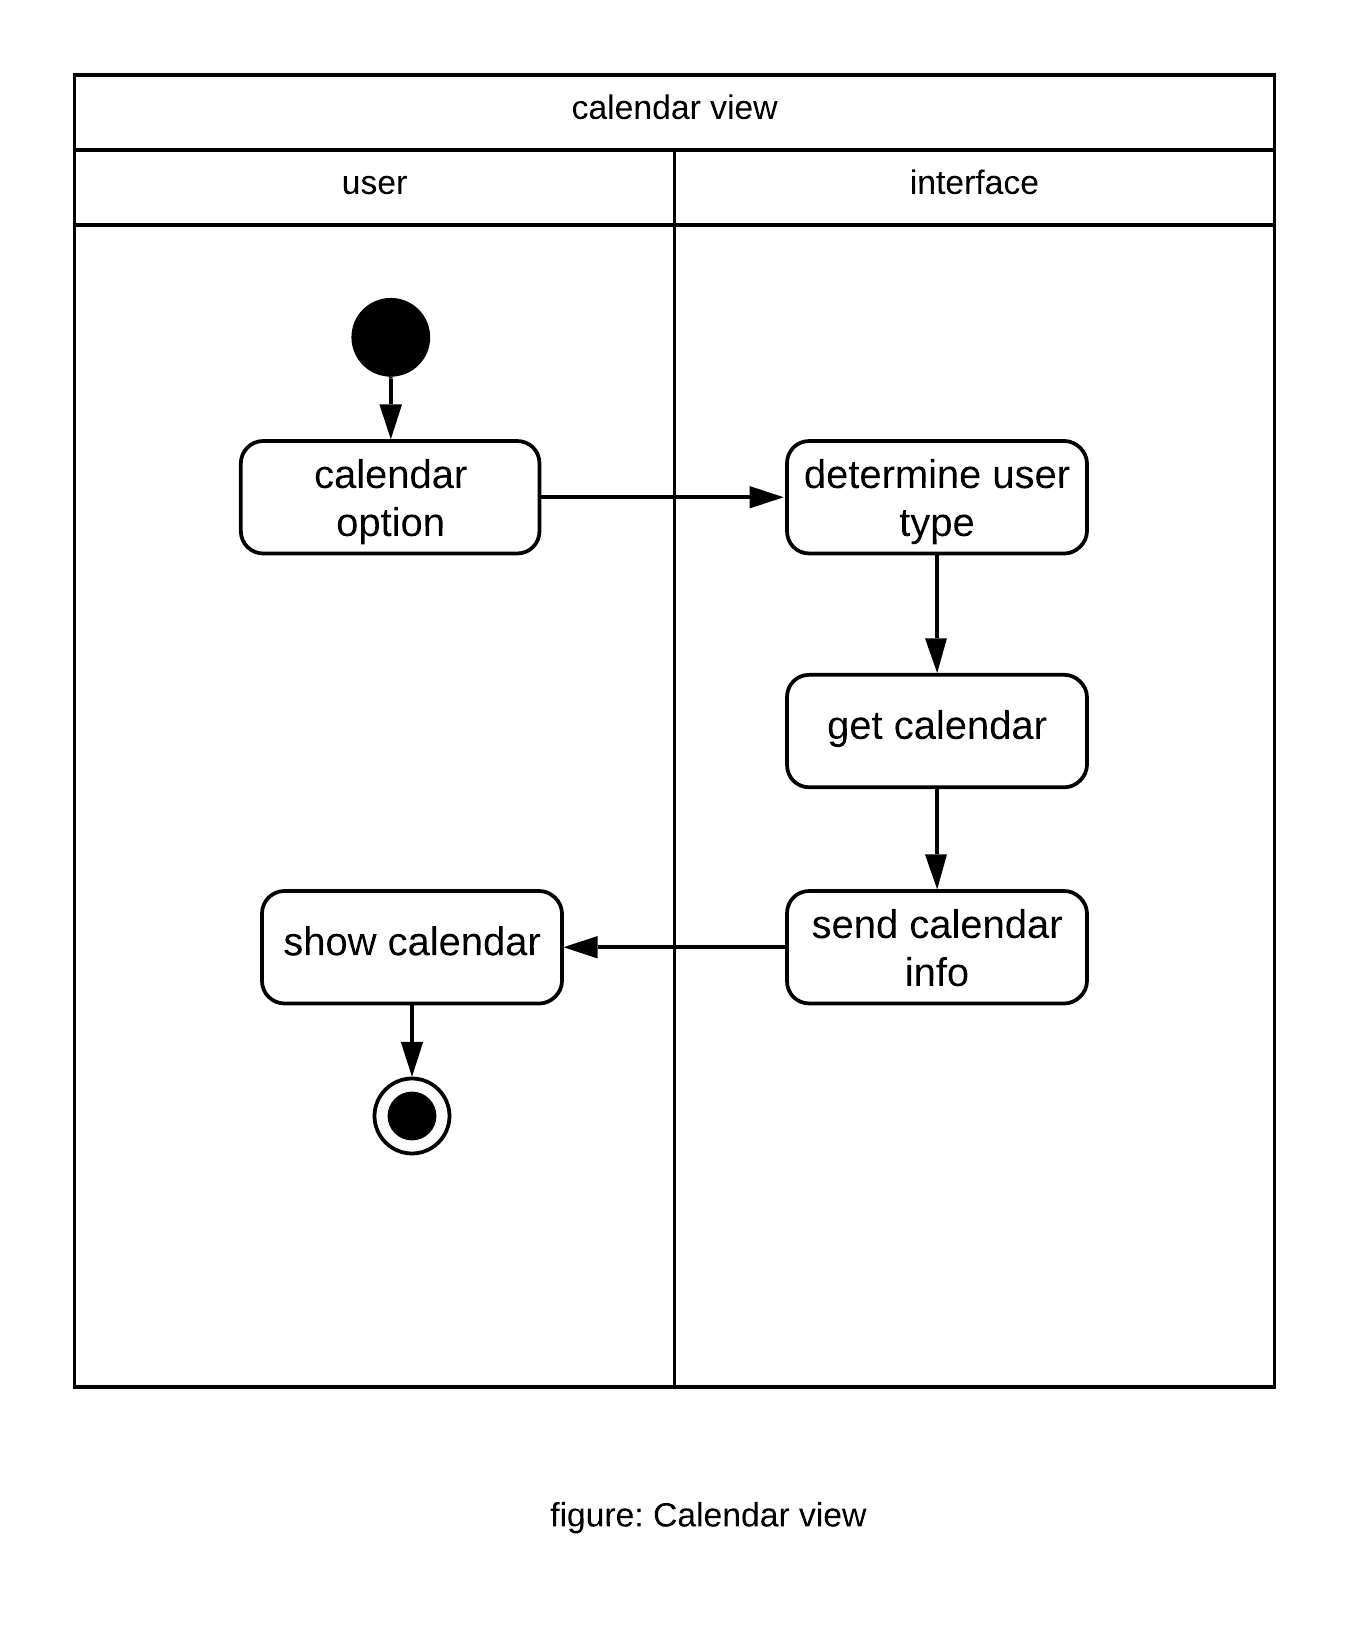 calendar view
user
interface
calendar
option
determine user
type
get calendar
send calendar
info
show calendar
figure: Calendar view